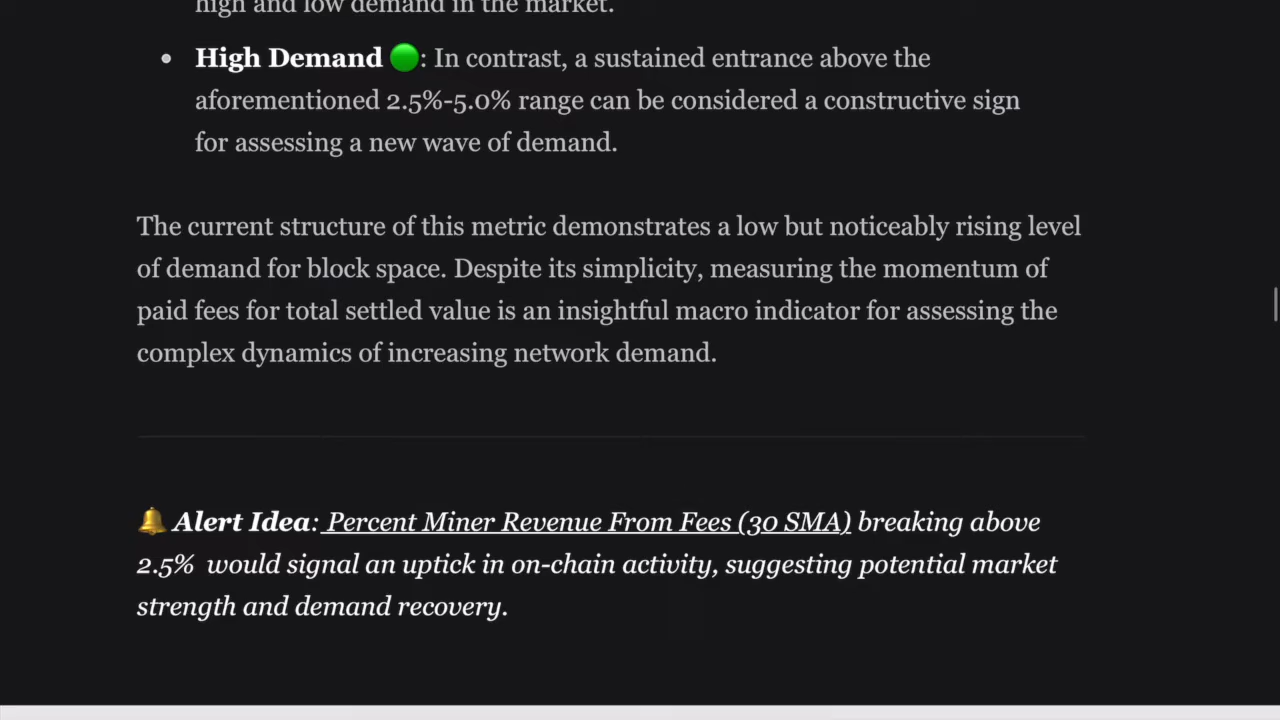 high and low demand in the market.
• High Demand 🟢: In contrast, a sustained entrance above the
aforementioned 2.5%-5.0% range can be considered a constructive sign
for assessing a new wave of demand.
The current structure of this metric demonstrates a low but noticeably rising level
of demand for block space. Despite its simplicity, measuring the momentum of
paid fees for total settled value is an insightful macro indicator for assessing the
complex dynamics of increasing network demand.
🔔 Alert Idea: Percent Miner Revenue From Fees (30 SMA) breaking above
2.5% would signal an uptick in on-chain activity, suggesting potential market
strength and demand recovery.